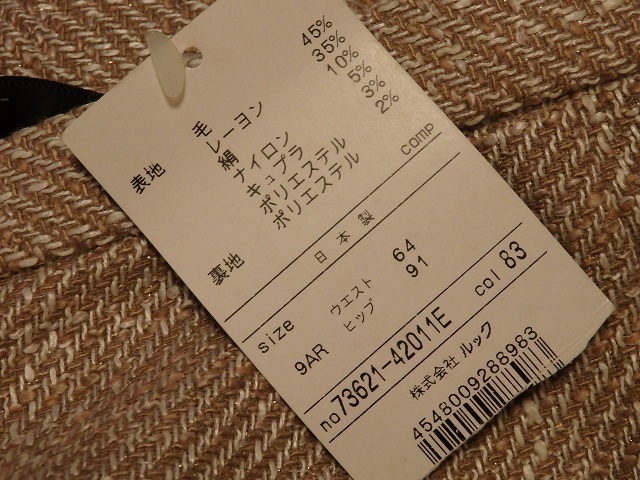 表地 毛 45%
レーヨン 35%
絹 10%
ナイロン 5%
キュプラ 3%
ポリエステル 2%
裏地 ポリエステル
日本製 comp
size ウエスト 64
9AR ヒップ 91
no 73621-42011E col 83
株式会社 ルック
4548009288983